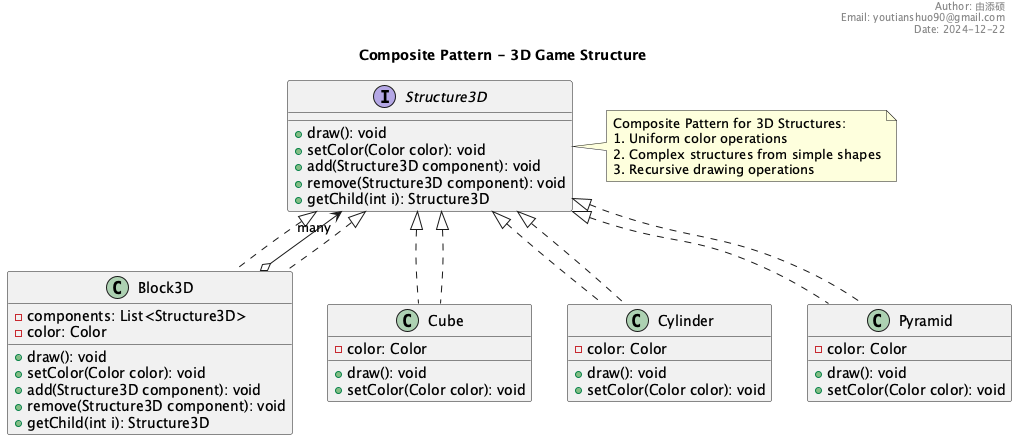 Author: 由添硕
Email: youtianshuo90@gmail.com
Date: 2024-12-22
Composite Pattern - 3D Game Structure
I Structure3D
draw(): void
setColor(Color color): void
add(Structure3D component): void
remove(Structure3D component): void
getChild(int i): Structure3D
Composite Pattern for 3D Structures:
1. Uniform color operations
2. Complex structures from simple shapes
3. Recursive drawing operations
many
C Block3D
components: List<Structure3D>
color: Color
draw(): void
setColor(Color color): void
add(Structure3D component): void
remove(Structure3D component): void
getChild(int i): Structure3D
C Cube
color: Color
draw(): void
setColor(Color color): void
C Cylinder
color: Color
draw(): void
setColor(Color color): void
C Pyramid
color: Color
draw(): void
setColor(Color color): void